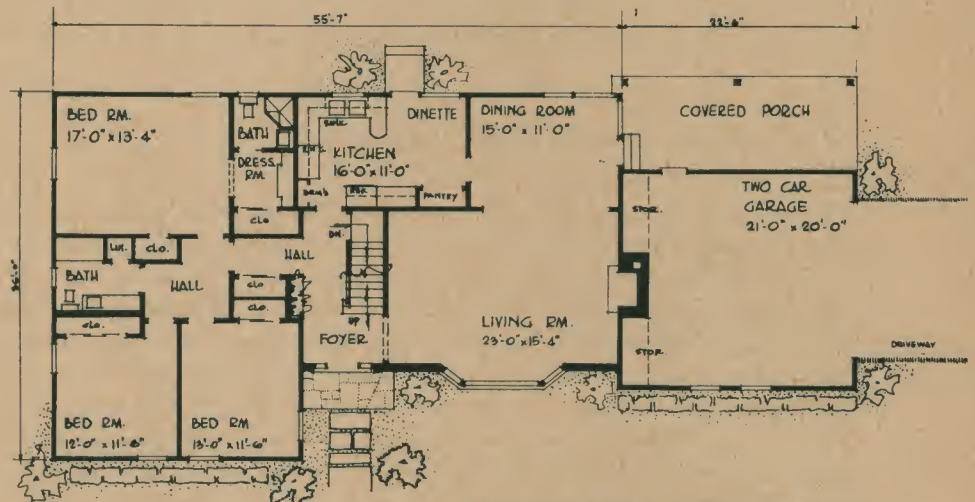 55'-7"
22'-6"
BED RM.
17'-0" x 13'-4"
BATH
DRESS.
RM.
CLO.
KITCHEN
16'-0" x 11'-0"
DINETTE
PANTRY
DINING ROOM
15'-0" x 11'-0"
COVERED PORCH
TWO CAR
GARAGE
21'-0" x 20'-0"
STOR.
STOR.
LIN.
CLO.
BATH
HALL
HALL
CLO.
CLO.
CLO.
DN.
UP
FOYER
LIVING RM.
23'-0" x 15'-4"
DRIVEWAY
BED RM.
12'-0" x 11'-8"
BED RM.
13'-0" x 11'-6"